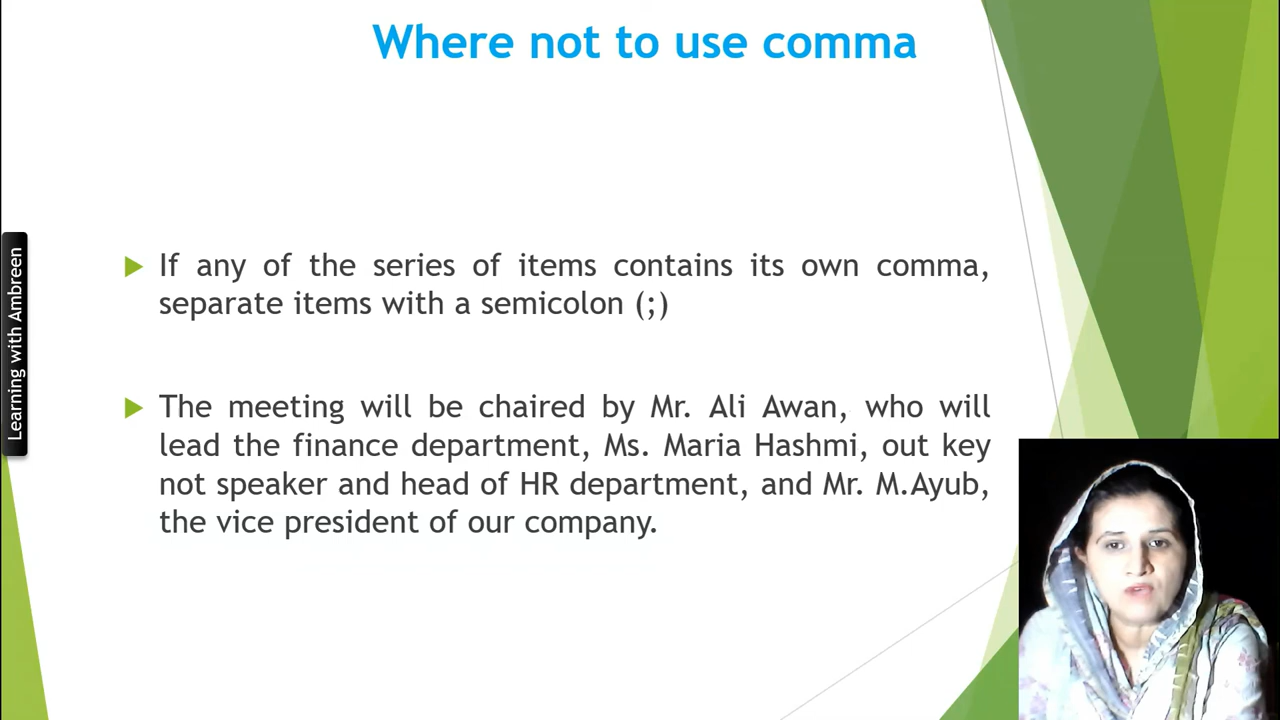 Where not to use comma
If any of the series of items contains its own comma,
separate items with a semicolon (;)
The meeting will be chaired by Mr. Ali Awan, who will
lead the finance department, Ms. Maria Hashmi, out key
not speaker and head of HR department, and Mr. M.Ayub,
the vice president of our company.
Learning with Ambreen